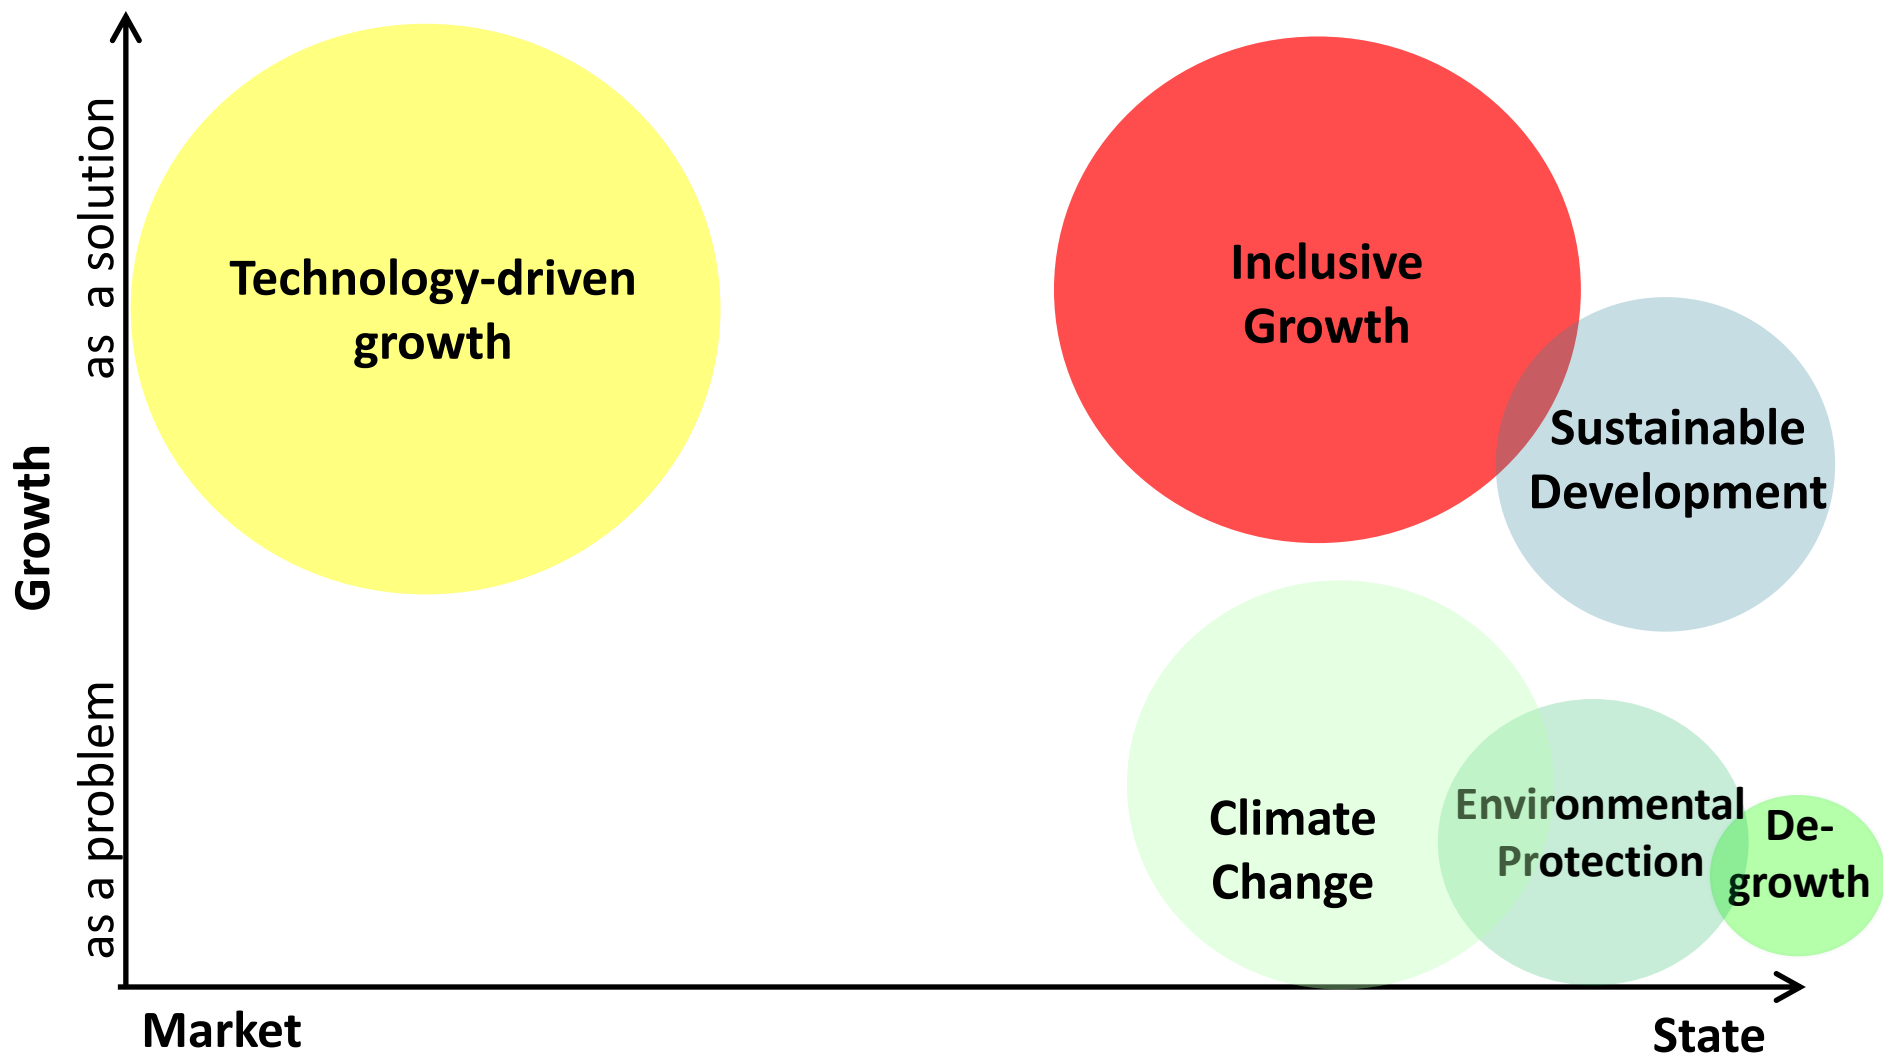 as a solution
Growth
as a problem
Technology-driven
growth
Inclusive
Growth
Sustainable
Development
Climate
Change
Environmental
Protection
De-
growth
Market
State